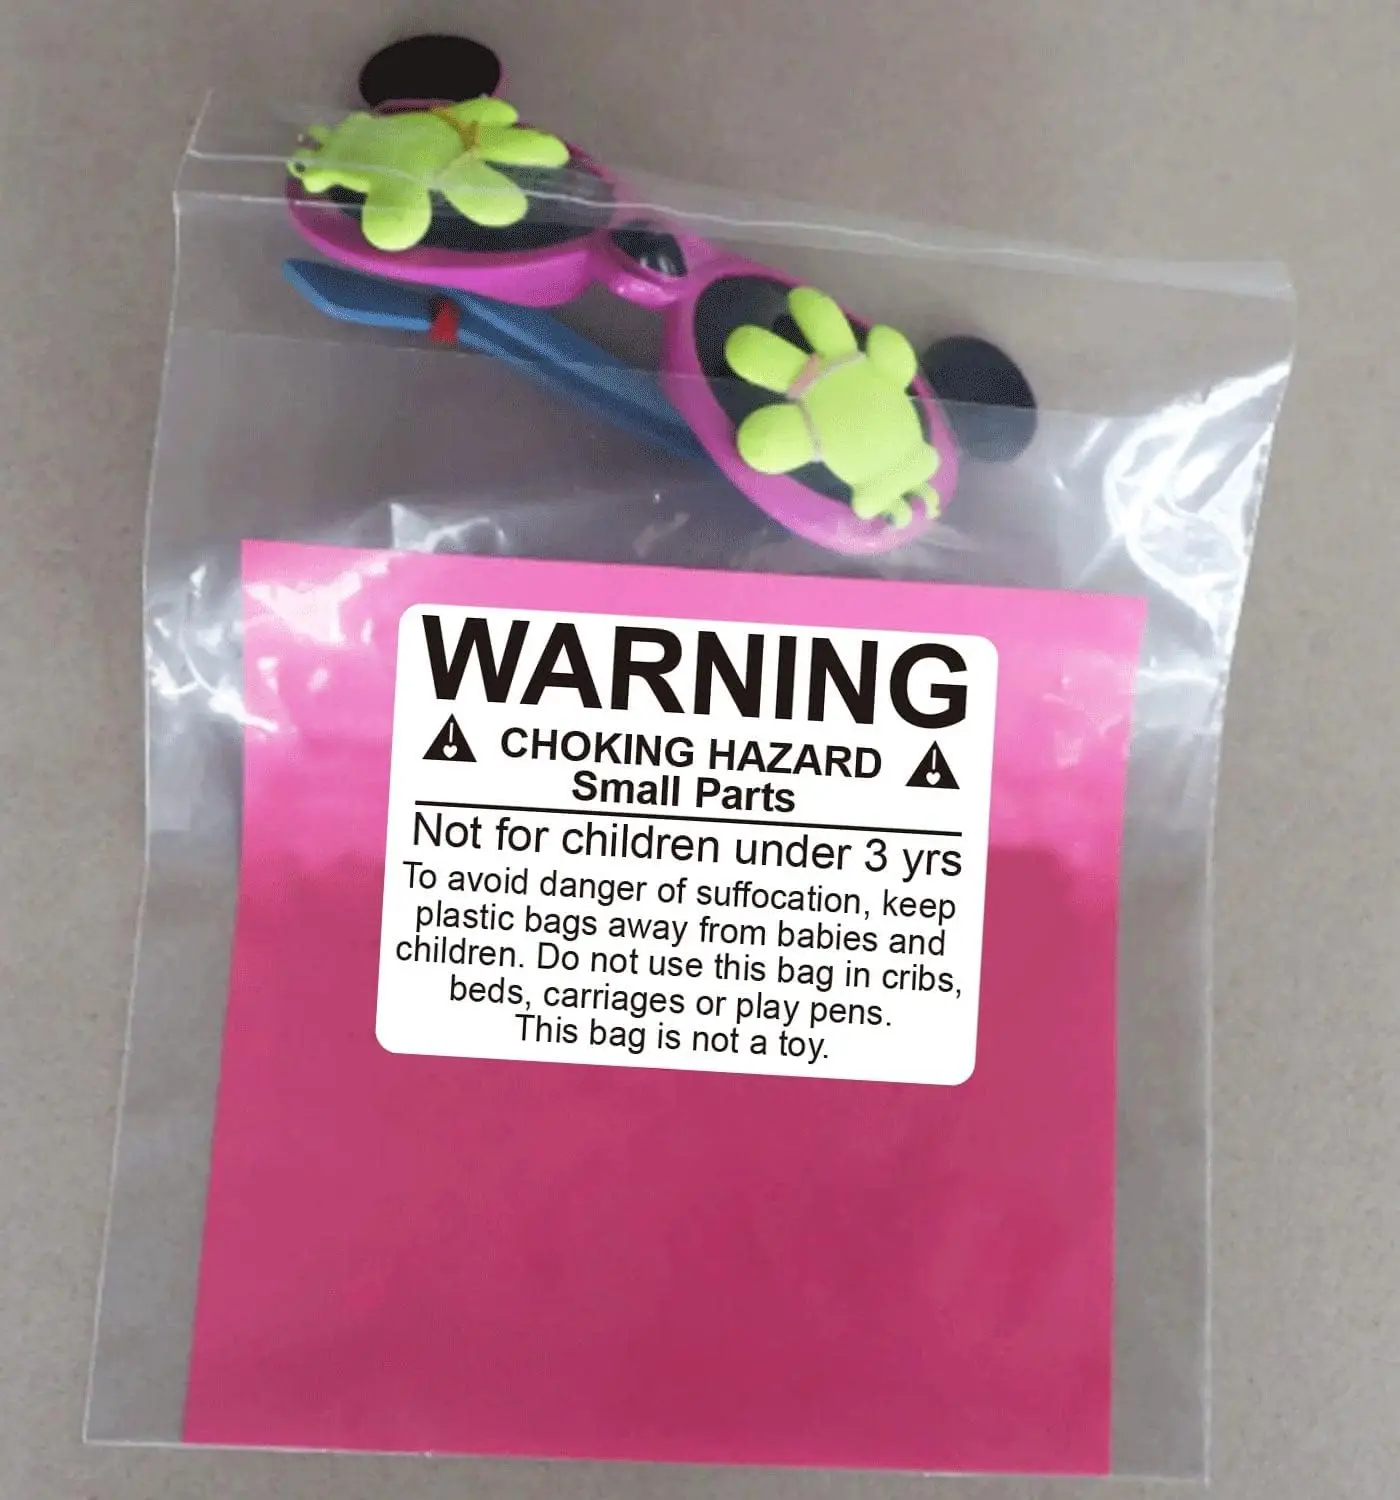 WARNING
CHOKING HAZARD
Small Parts
Not for children under 3 yrs
To avoid danger of suffocation, keep
plastic bags away from babies and
children. Do not use this bag in cribs,
beds, carriages or play pens.
This bag is not a toy.